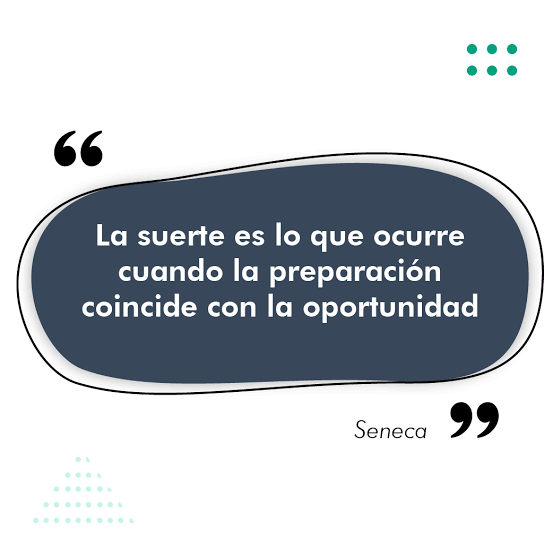 “
La suerte es lo que ocurre
cuando la preparación
coincide con la oportunidad
”
Seneca